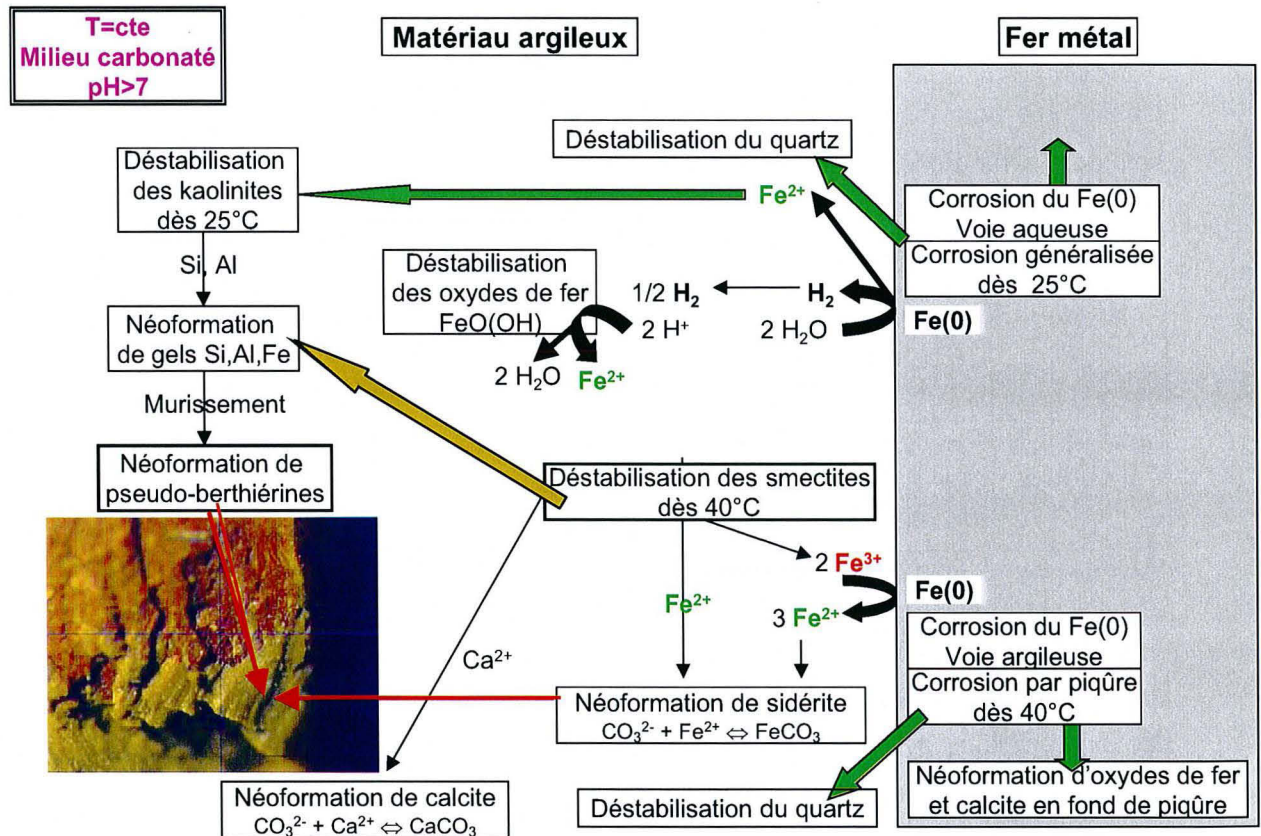 T=cte
Milieu carbonaté
pH>7
Matériau argileux
Fer métal
Déstabilisation du quartz
Déstabilisation
des kaolinites
dès 25°C
Fe²⁺
Corrosion du Fe(0)
Voie aqueuse
Corrosion généralisée
dès 25°C
Si, Al
Déstabilisation
des oxydes de fer
FeO(OH)
1/2 H₂
H₂
2 H⁺
2 H₂O
Fe(0)
2 H₂O
Fe²⁺
Néoformation
de gels Si,Al,Fe
Murissement
Néoformation de
pseudo-berthiérines
Déstabilisation des smectites
dès 40°C
2 Fe³⁺
Fe(0)
Fe²⁺
3 Fe²⁺
Corrosion du Fe(0)
Voie argileuse
Corrosion par piqûre
dès 40°C
Ca²⁺
Néoformation de sidérite
CO₃²⁻ + Fe²⁺ ⇔ FeCO₃
Néoformation d'oxydes de fer
et calcite en fond de piqûre
Néoformation de calcite
CO₃²⁻ + Ca²⁺ ⇔ CaCO₃
Déstabilisation du quartz